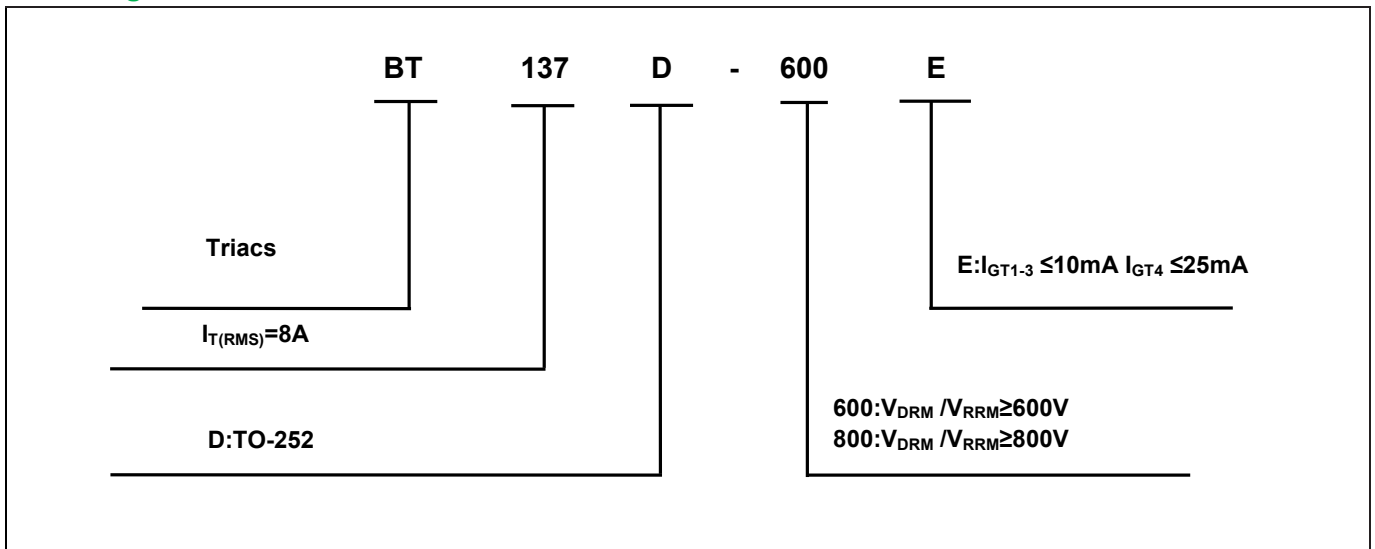 BT 137 D - 600 E
Triacs
E:IGT1-3 ≤10mA IGT4 ≤25mA
IT(RMS)=8A
600:VDRM /VRRM≥600V
800:VDRM /VRRM≥800V
D:TO-252